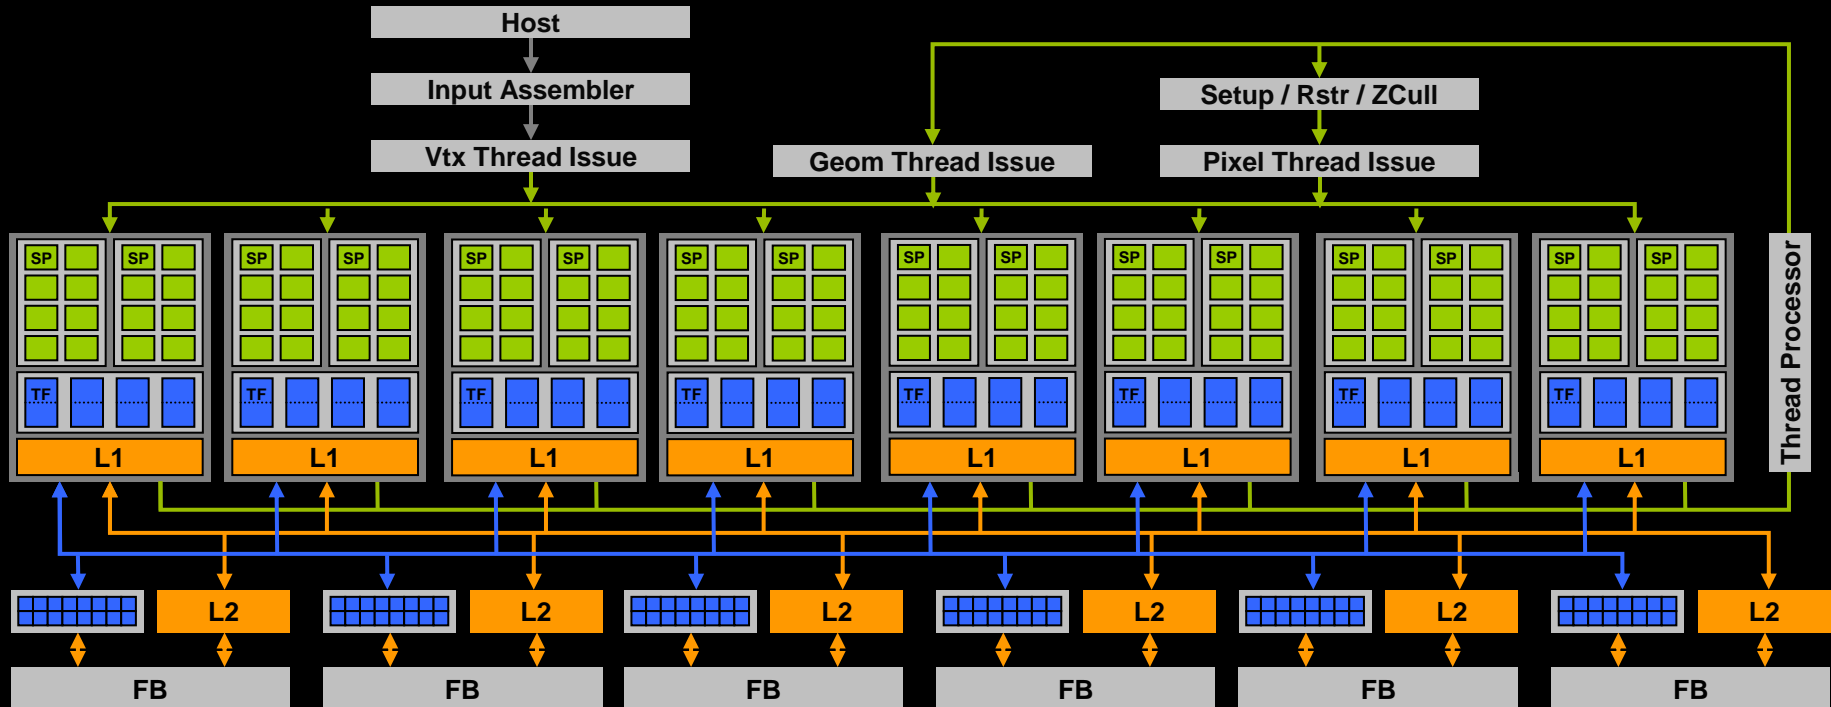 Host
Input Assembler
Setup / Rstr / ZCull
Vtx Thread Issue
Geom Thread Issue
Pixel Thread Issue
Thread Processor
SP SP SP SP SP SP SP SP SP SP SP SP SP SP SP SP
TF TF TF TF TF TF TF TF
L1 L1 L1 L1 L1 L1 L1 L1
L2 L2 L2 L2 L2 L2
FB FB FB FB FB FB